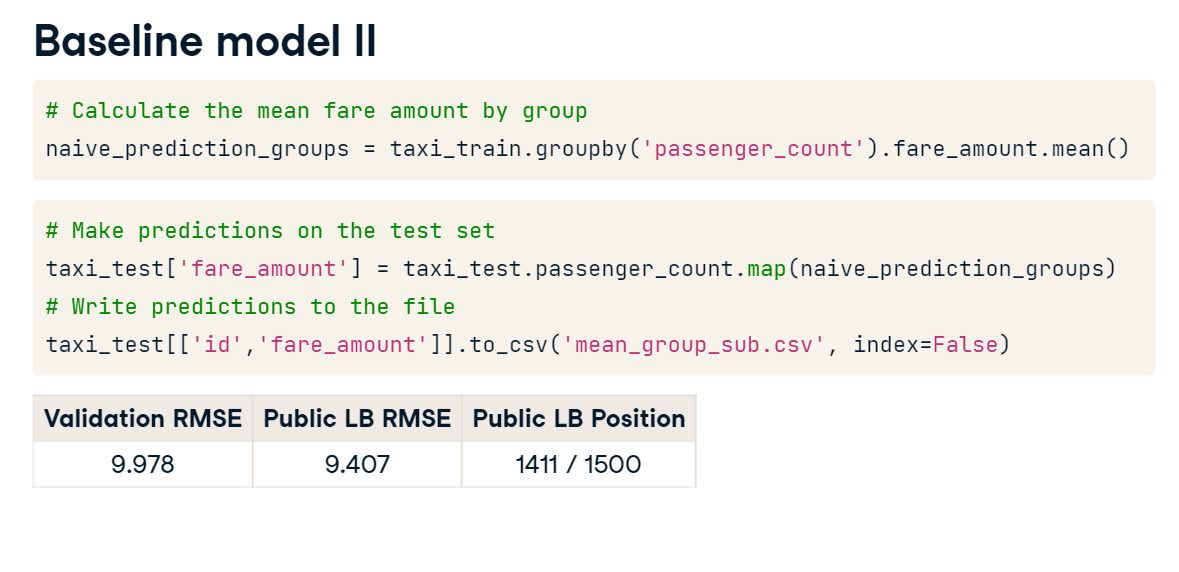 Baseline model II
# Calculate the mean fare amount by group
naive_prediction_groups = taxi_train.groupby('passenger_count').fare_amount.mean()
# Make predictions on the test set
taxi_test['fare_amount'] = taxi_test.passenger_count.map(naive_prediction_groups)
# Write predictions to the file
taxi_test[['id','fare_amount']].to_csv('mean_group_sub.csv', index=False)
Validation RMSE Public LB RMSE Public LB Position
9.978 9.407 1411 / 1500